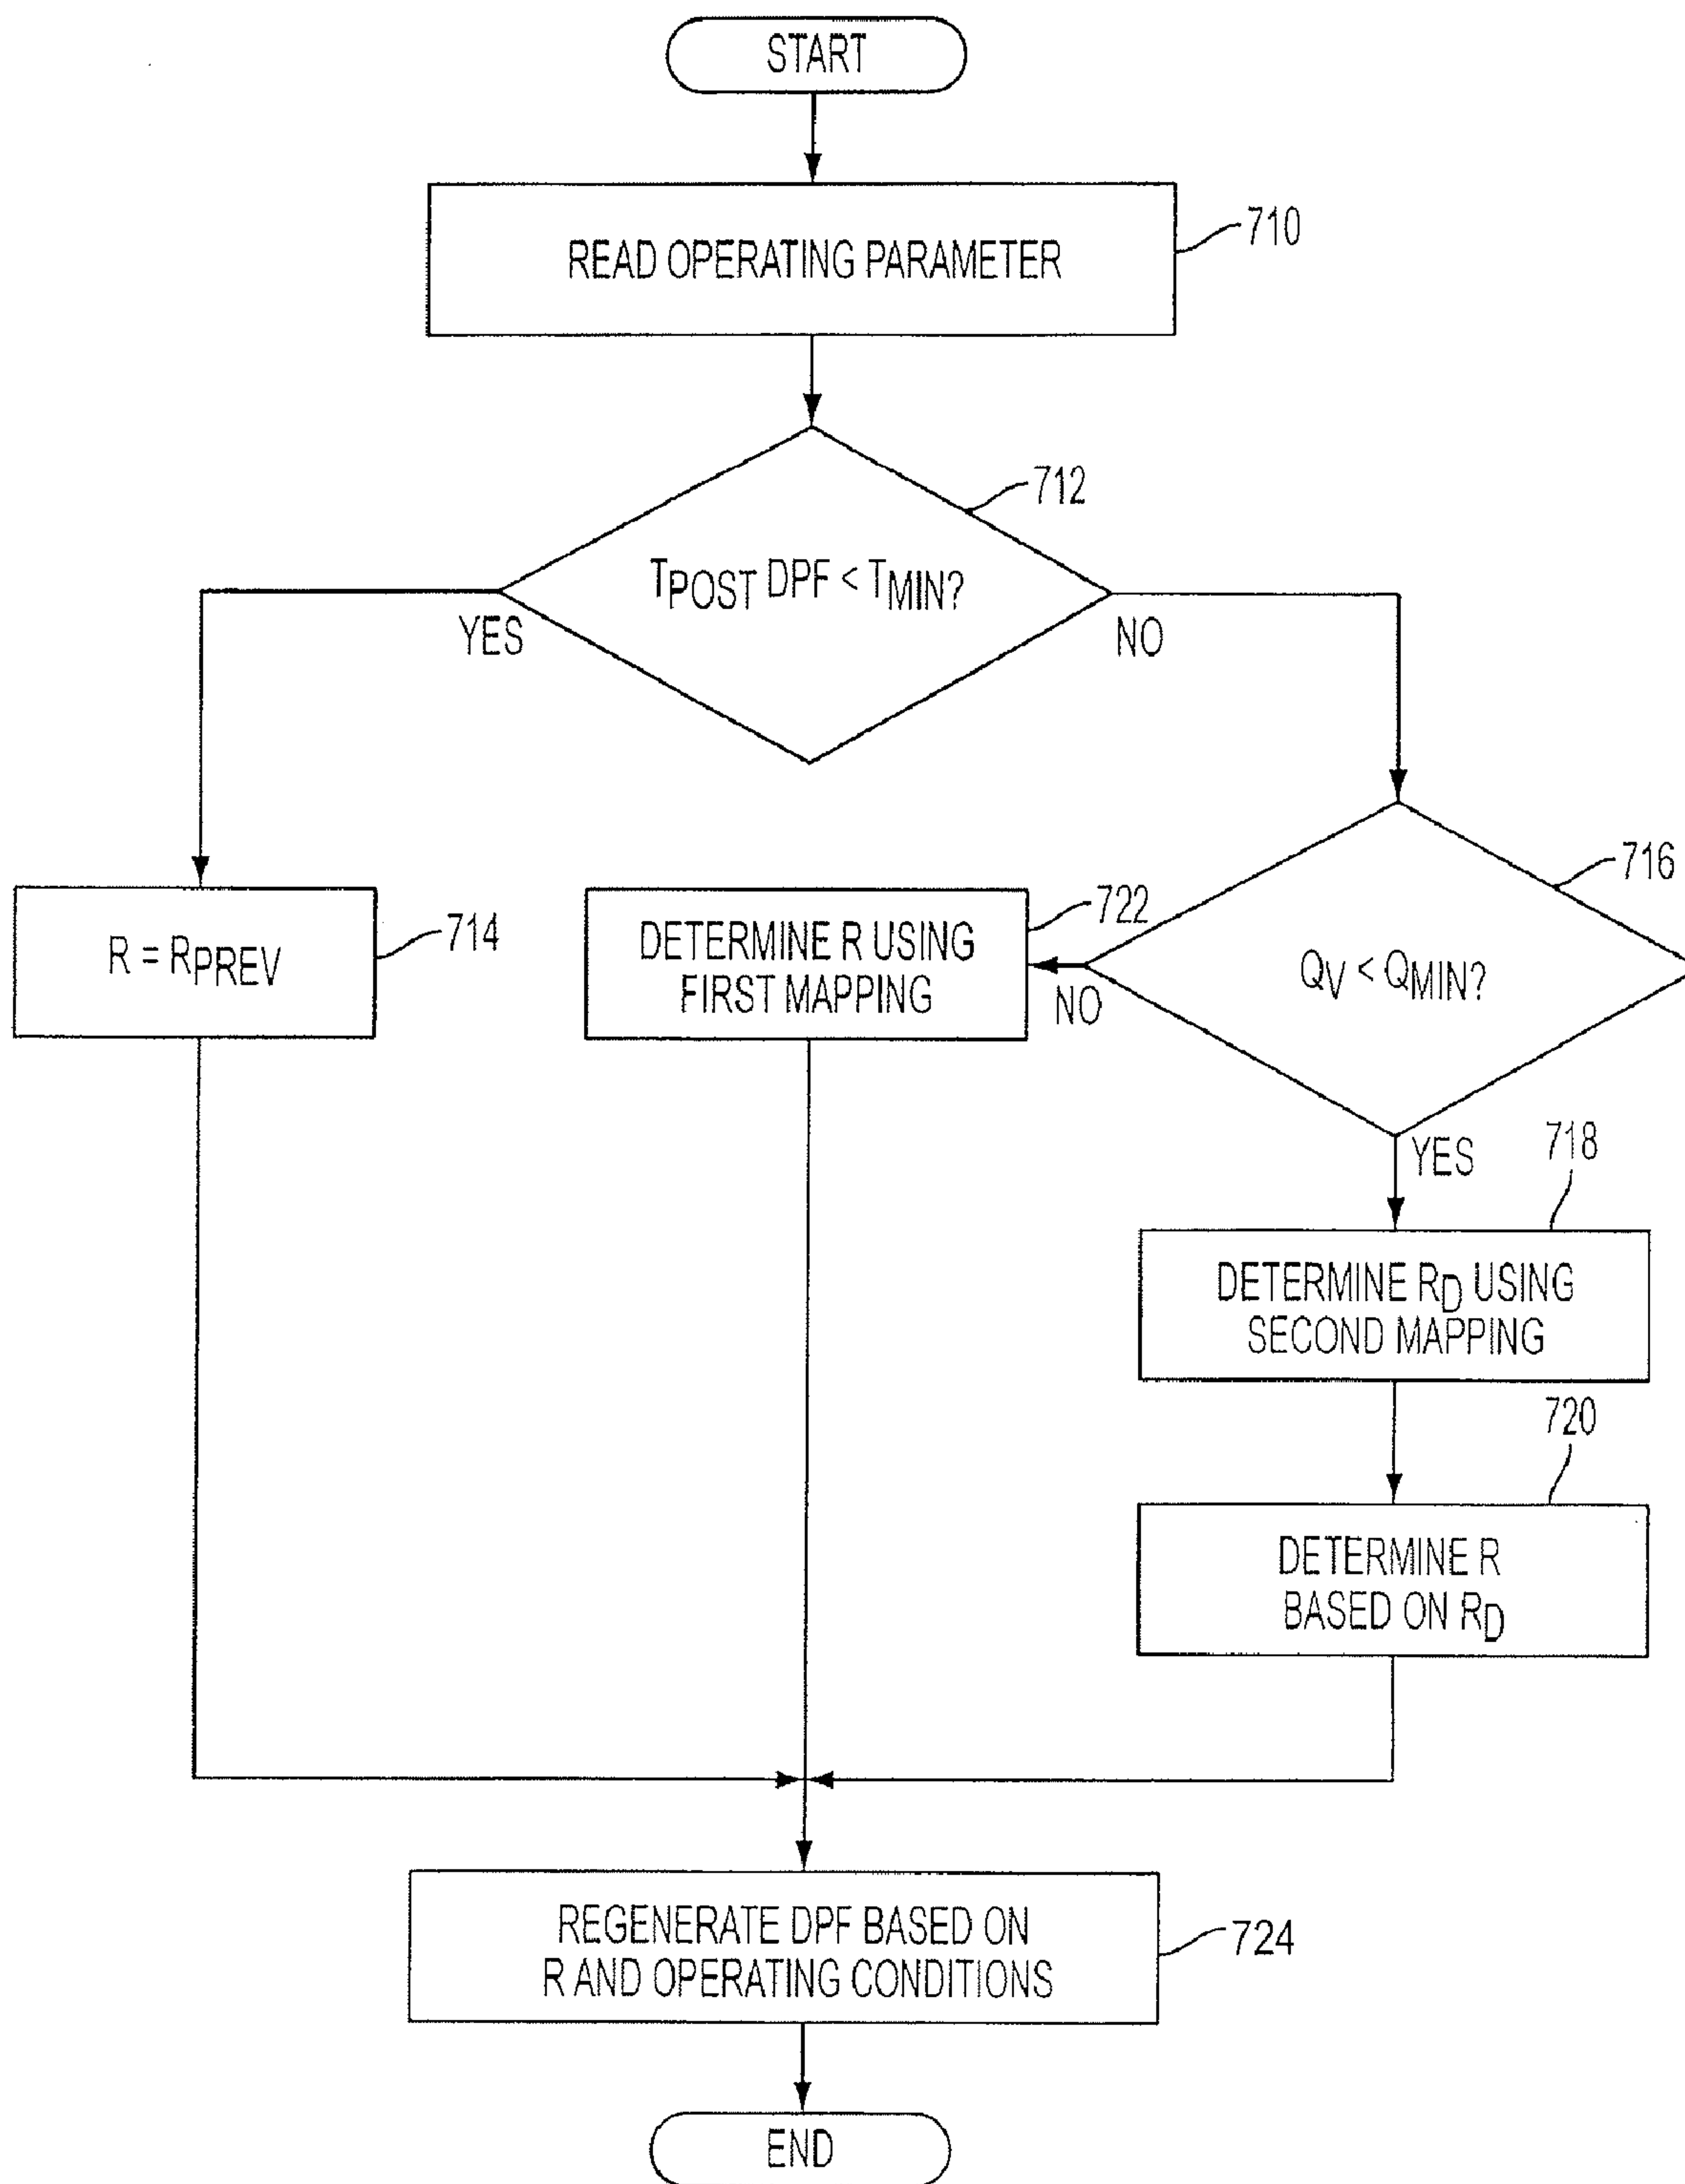 START
READ OPERATING PARAMETER
710
712
TPOST DPF < TMIN?
YES
NO
R = RPREV
714
DETERMINE R USING
FIRST MAPPING
722
716
QV < QMIN?
NO
YES
718
DETERMINE RD USING
SECOND MAPPING
720
DETERMINE R
BASED ON RD
REGENERATE DPF BASED ON
R AND OPERATING CONDITIONS
724
END